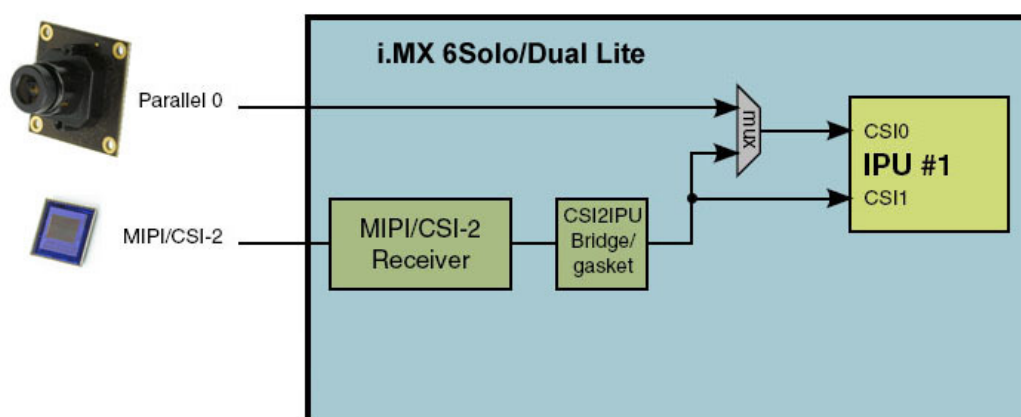 i.MX 6Solo/Dual Lite
Parallel 0
mux
CSI0
IPU #1
CSI1
MIPI/CSI-2
MIPI/CSI-2
Receiver
CSI2IPU
Bridge/
gasket